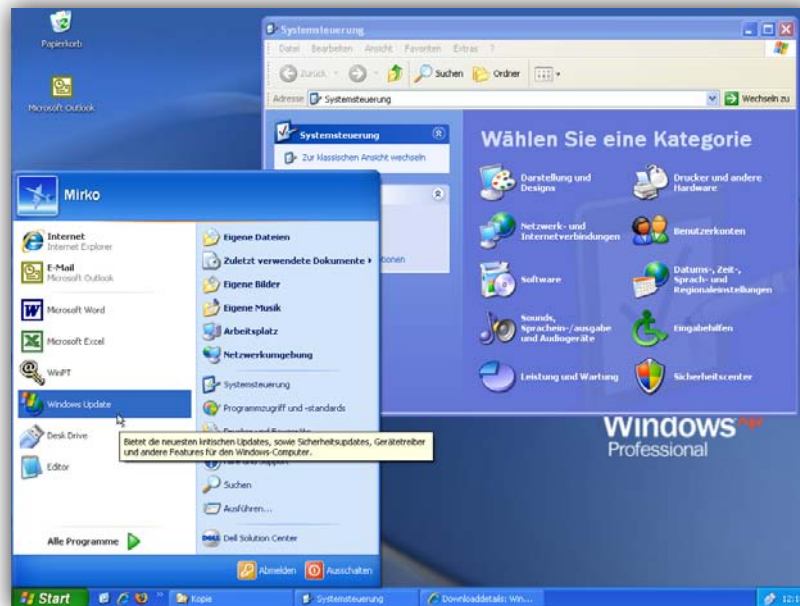 Papierkorb
Microsoft Outlook
Systemsteuerung
Datei Bearbeiten Ansicht Favoriten Extras ?
Zurück
Suchen
Ordner
Adresse
Systemsteuerung
Wechseln zu
Systemsteuerung
Zur klassischen Ansicht wechseln
Wählen Sie eine Kategorie
Darstellung und
Designs
Drucker und andere
Hardware
Netzwerk- und
Internetverbindungen
Benutzerkonten
Software
Datums-, Zeit-,
Sprach- und
Regionaleinstellungen
Sounds,
Sprachein-/ausgabe
und Audiogeräte
Eingabehilfen
Leistung und Wartung
Sicherheitscenter
Mirko
Internet
Internet Explorer
E-Mail
Microsoft Outlook
Microsoft Word
Microsoft Excel
WinPT
Windows Update
Desk Drive
Editor
Alle Programme
Eigene Dateien
Zuletzt verwendete Dokumente
Eigene Bilder
Eigene Musik
Arbeitsplatz
Netzwerkumgebung
Systemsteuerung
Programmzugriff und -standards
Bietet die neuesten kritischen Updates, sowie Sicherheitsupdates, Gerätetreiber
und andere Features für den Windows-Computer.
Suchen
Ausführen...
DELL
Dell Solution Center
Abmelden
Ausschalten
Windows xp
Professional
Start
Kopie
Systemsteuerung
Downloaddetails: Win...